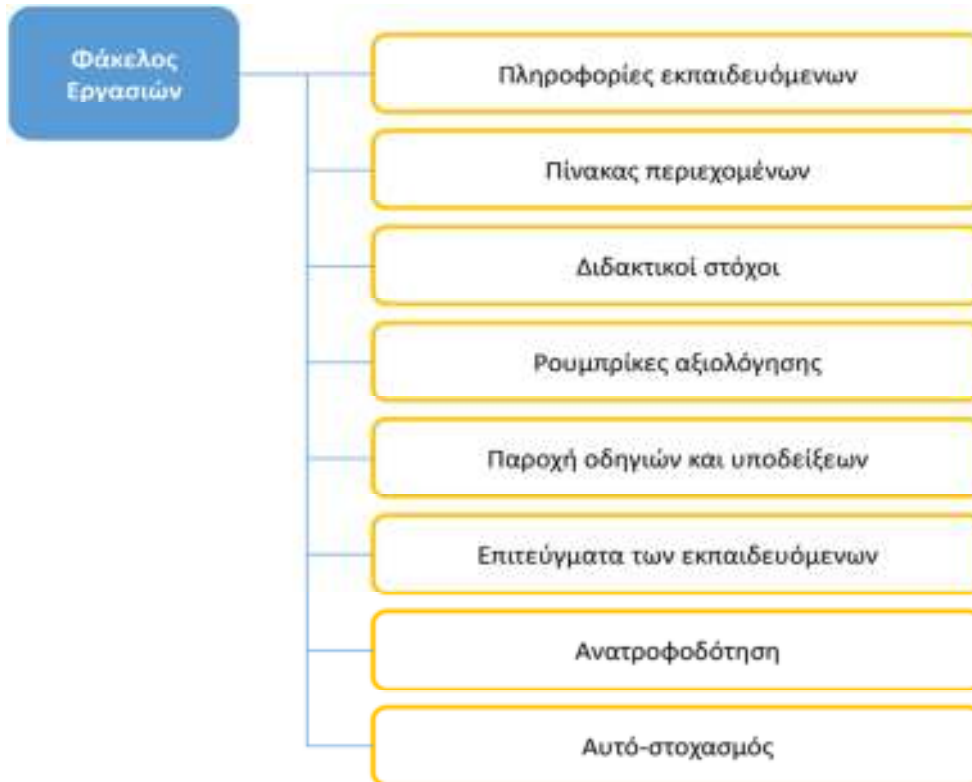 Φάκελος
Εργασιών
Πληροφορίες εκπαιδευόμενων
Πίνακας περιεχομένων
Διδακτικοί στόχοι
Ρουμπρίκες αξιολόγησης
Παροχή οδηγιών και υποδείξεων
Επιτεύγματα των εκπαιδευόμενων
Ανατροφοδότηση
Αυτό-στοχασμός